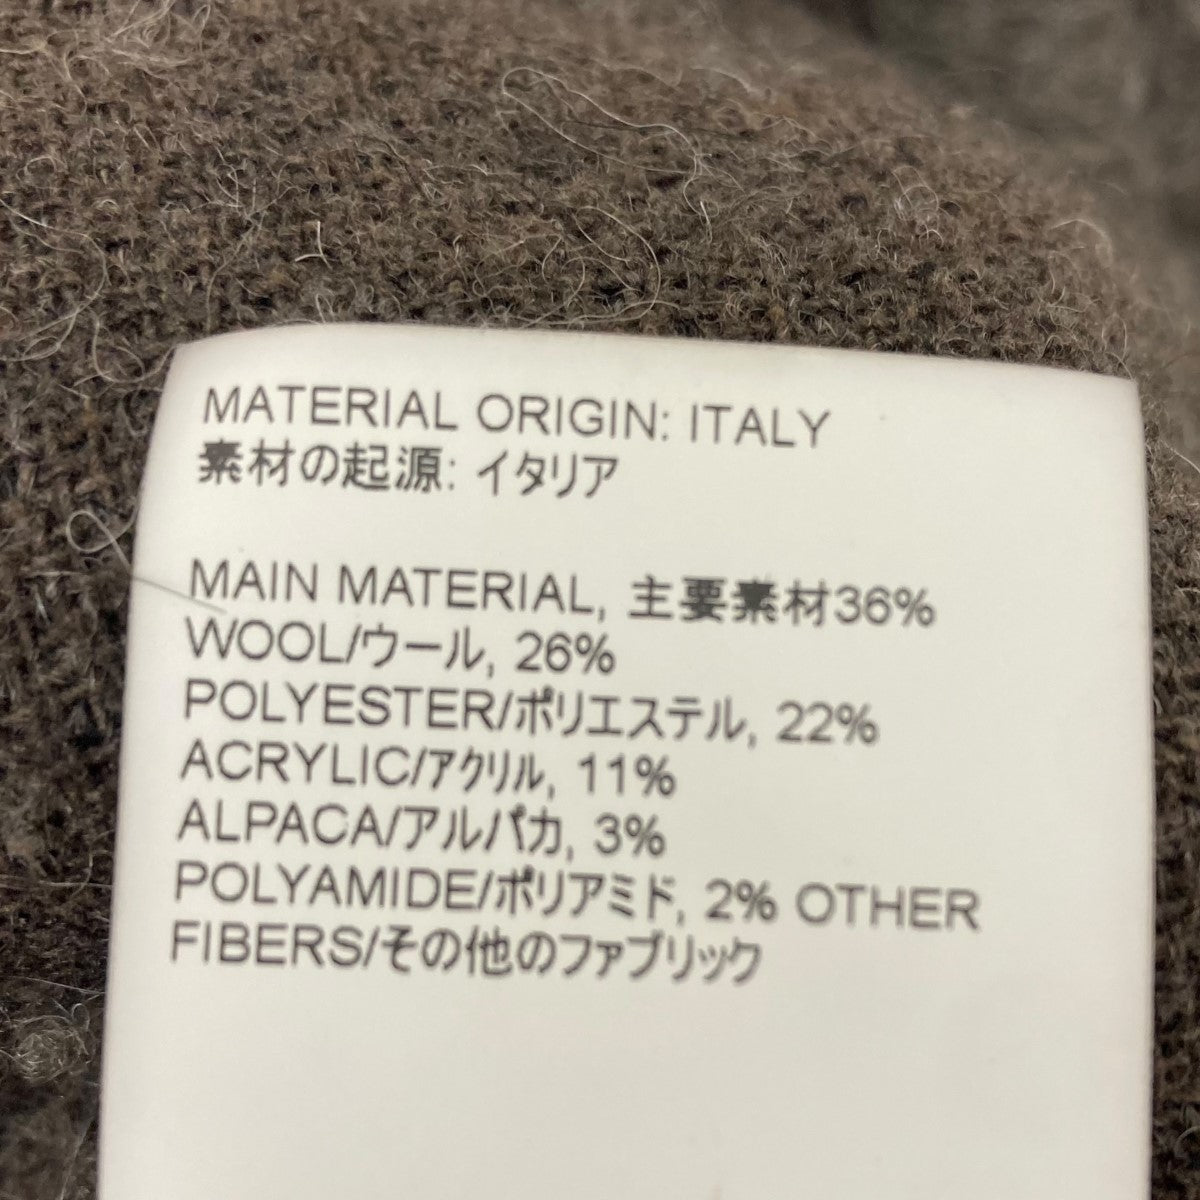 MATERIAL ORIGIN: ITALY
素材の起源: イタリア
MAIN MATERIAL, 主要素材36%
WOOL/ウール, 26%
POLYESTER/ポリエステル, 22%
ACRYLIC/アクリル, 11%
ALPACA/アルパカ, 3%
POLYAMIDE/ポリアミド, 2% OTHER
FIBERS/その他のファブリック